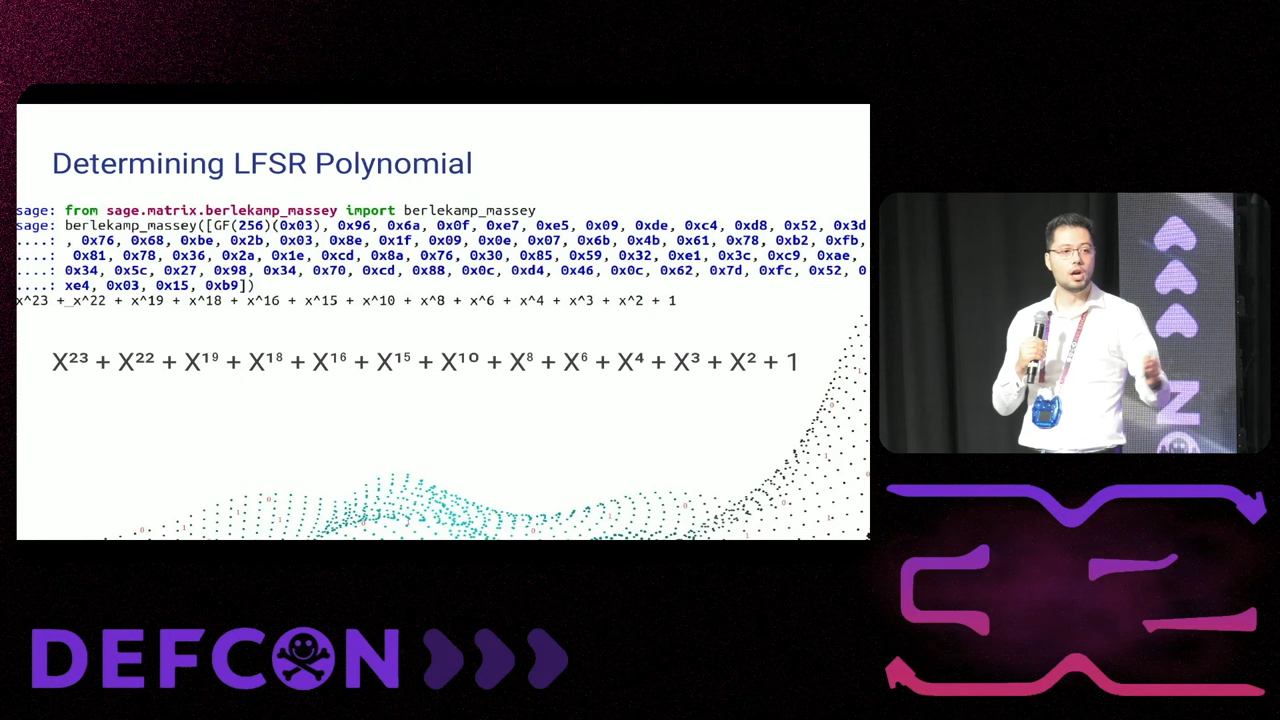 Determining LFSR Polynomial
sage: from sage.matrix.berlekamp_massey import berlekamp_massey
sage: berlekamp_massey([GF(256)(0x03), 0x96, 0x6a, 0x0f, 0xe7, 0xe5, 0x09, 0xde, 0xc4, 0xd8, 0x52, 0x3d
....: , 0x76, 0x68, 0xbe, 0x2b, 0x03, 0x8e, 0x1f, 0x09, 0x0e, 0x07, 0x6b, 0x4b, 0x61, 0x78, 0xb2, 0xfb,
....:  0x81, 0x78, 0x36, 0x2a, 0x1e, 0xcd, 0x8a, 0x76, 0x30, 0x85, 0x59, 0x32, 0xe1, 0x3c, 0xc9, 0xae,
....: 0x34, 0x5c, 0x27, 0x98, 0x34, 0x70, 0xcd, 0x88, 0x0c, 0xd4, 0x46, 0x0c, 0x62, 0x7d, 0xfc, 0x52, 0
....: xe4, 0x03, 0x15, 0xb9])
x^23 + x^22 + x^19 + x^18 + x^16 + x^15 + x^10 + x^8 + x^6 + x^4 + x^3 + x^2 + 1
X²³ + X²² + X¹⁹ + X¹⁸ + X¹⁶ + X¹⁵ + X¹⁰ + X⁸ + X⁶ + X⁴ + X³ + X² + 1
DEFCON